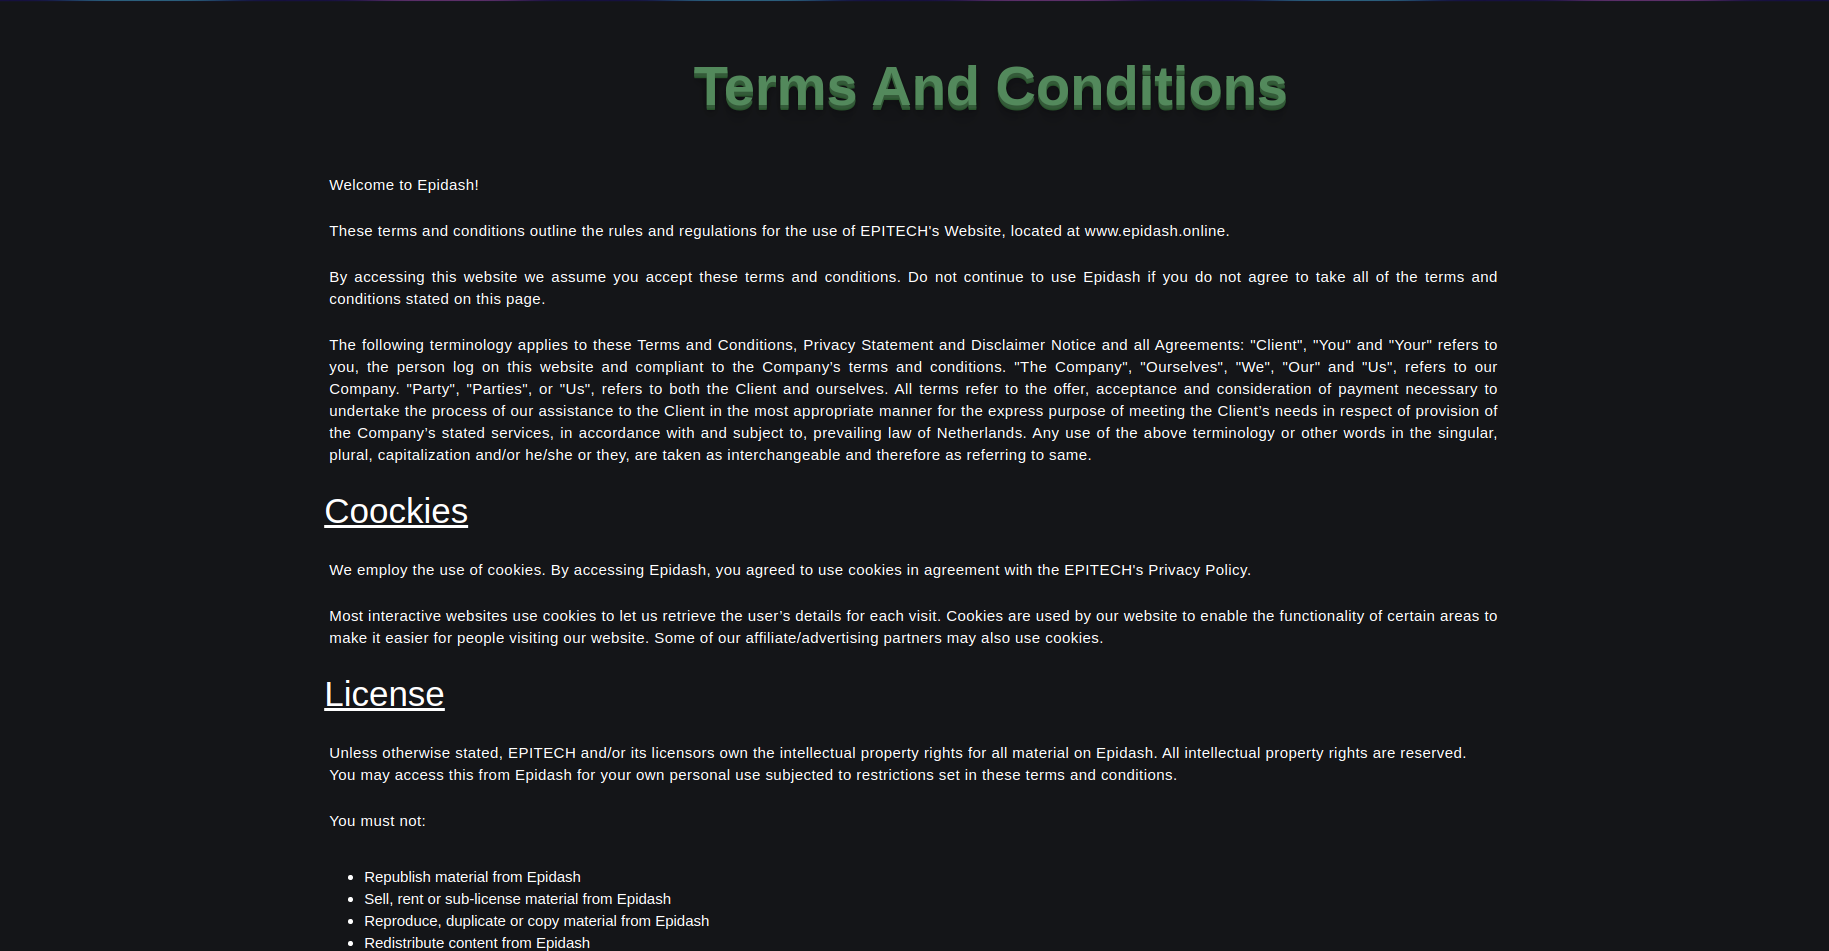 Terms And Conditions
Welcome to Epidash!
These terms and conditions outline the rules and regulations for the use of EPITECH's Website, located at www.epidash.online.
By accessing this website we assume you accept these terms and conditions. Do not continue to use Epidash if you do not agree to take all of the terms and
conditions stated on this page.
The following terminology applies to these Terms and Conditions, Privacy Statement and Disclaimer Notice and all Agreements: "Client", "You" and "Your" refers to
you, the person log on this website and compliant to the Company’s terms and conditions. "The Company", "Ourselves", "We", "Our" and "Us", refers to our
Company. "Party", "Parties", or "Us", refers to both the Client and ourselves. All terms refer to the offer, acceptance and consideration of payment necessary to
undertake the process of our assistance to the Client in the most appropriate manner for the express purpose of meeting the Client’s needs in respect of provision of
the Company’s stated services, in accordance with and subject to, prevailing law of Netherlands. Any use of the above terminology or other words in the singular,
plural, capitalization and/or he/she or they, are taken as interchangeable and therefore as referring to same.
Coockies
We employ the use of cookies. By accessing Epidash, you agreed to use cookies in agreement with the EPITECH's Privacy Policy.
Most interactive websites use cookies to let us retrieve the user’s details for each visit. Cookies are used by our website to enable the functionality of certain areas to
make it easier for people visiting our website. Some of our affiliate/advertising partners may also use cookies.
License
Unless otherwise stated, EPITECH and/or its licensors own the intellectual property rights for all material on Epidash. All intellectual property rights are reserved.
You may access this from Epidash for your own personal use subjected to restrictions set in these terms and conditions.
You must not:
• Republish material from Epidash
• Sell, rent or sub-license material from Epidash
• Reproduce, duplicate or copy material from Epidash
• Redistribute content from Epidash